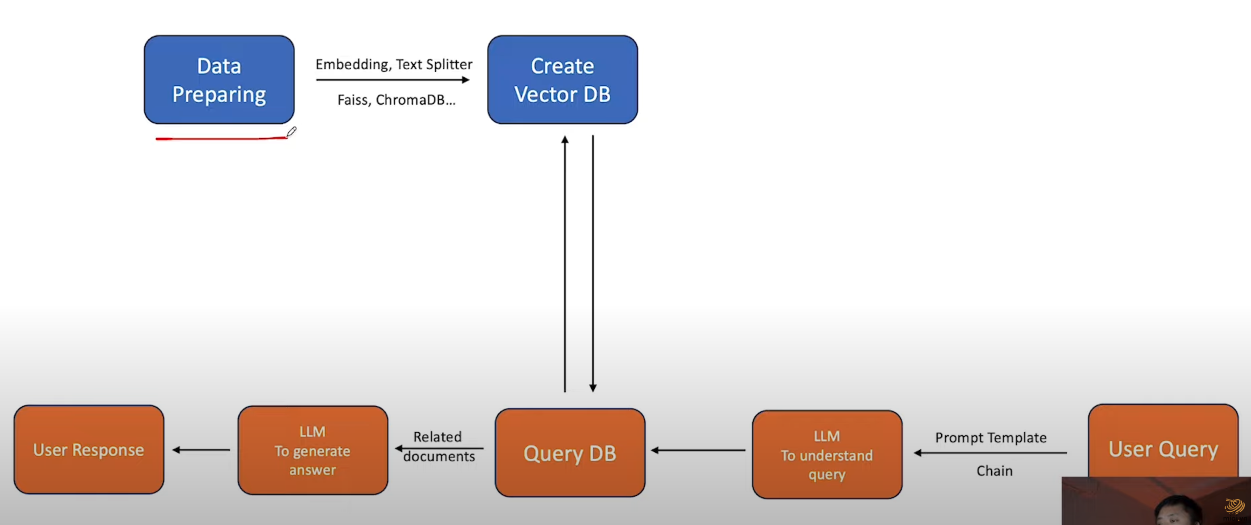 Data
Preparing
Embedding, Text Splitter
Faiss, ChromaDB...
Create
Vector DB
User Response
LLM
To generate
answer
Related
documents
Query DB
LLM
To understand
query
Prompt Template
Chain
User Query